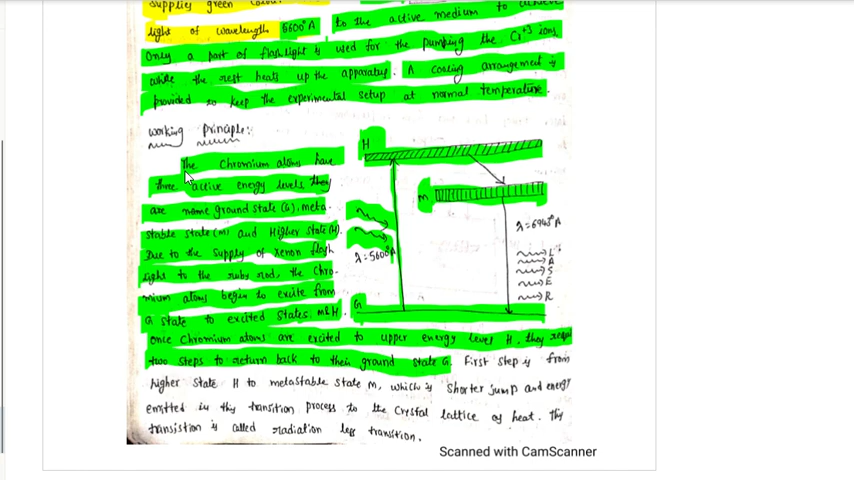 supplies green
light of wavelength 5600°A to the active medium to achieve
Only a part of flash light is used for the pumping the Cr+3 ions
while the rest heats up the apparatus. A cooling arrangement is
provided to keep the experimental setup at normal temperature.
working principle:
The Chromium atoms have
three active energy levels they
are name ground state (G), meta
stable state (M) and Higher state (H).
Due to the supply of xenon flash
light to the ruby rod, the chro-
mium atoms begin to excite from
G state to excited states M&H.
H
M
λ=6943°A
λ=5600°A
L
A
S
E
R
G
once Chromium atoms are excited to upper energy level H. they
two steps to return back to their ground state G. First step is from
higher state H to metastable state M, which is shorter jump and energy
emitted in this transition process to the crystal lattice as heat. This
transistion is called radiation less transition.
Scanned with CamScanner